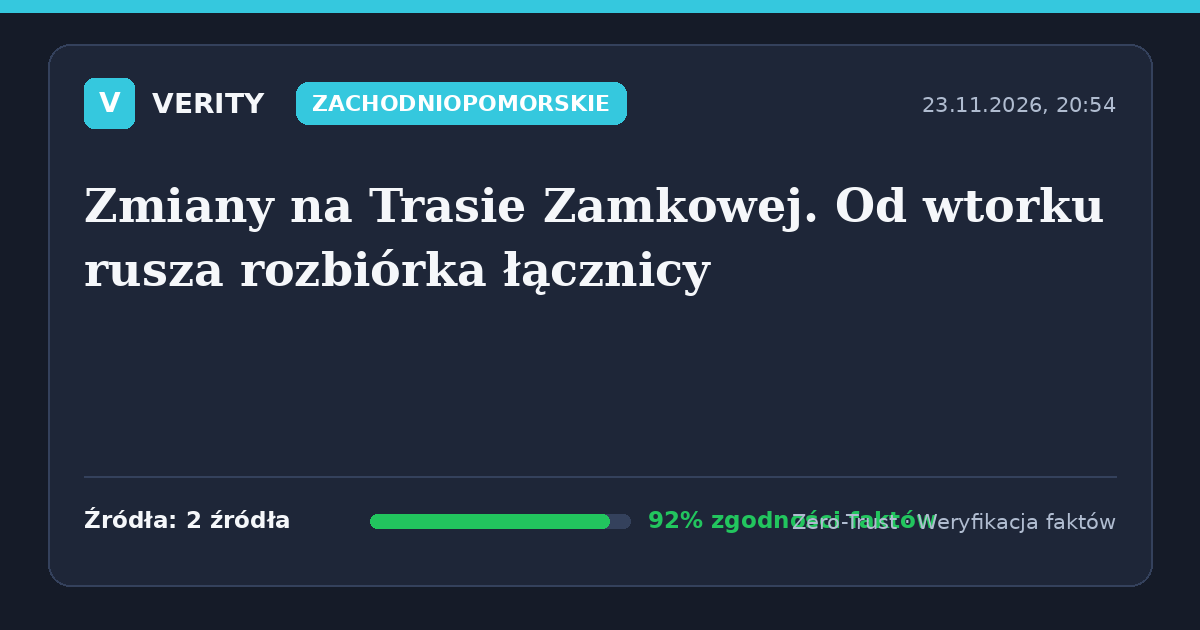 V VERITY ZACHODNIOPOMORSKIE 23.11.2026, 20:54
Zmiany na Trasie Zamkowej. Od wtorku
rusza rozbiórka łącznicy
Źródła: 2 źródła 92% zgodności faktów Zero-Trust · Weryfikacja faktów